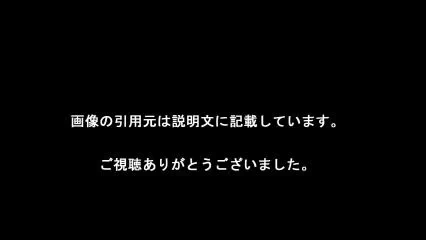 画像の引用元は説明文に記載しています。
ご視聴ありがとうございました。